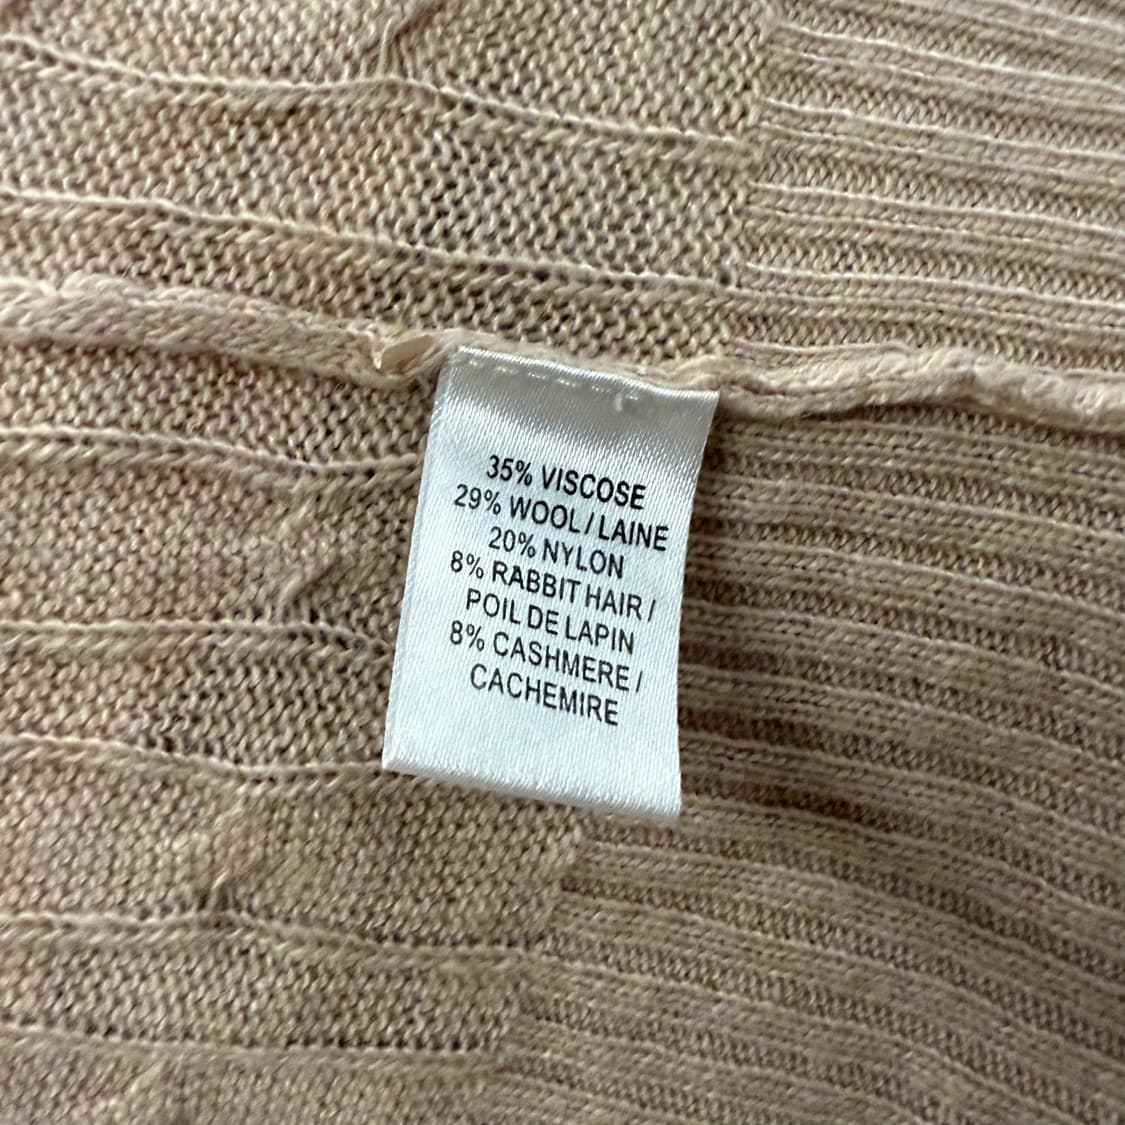 35% VISCOSE
29% WOOL/LAINE
20% NYLON
8% RABBIT HAIR /
POIL DE LAPIN
8% CASHMERE /
CACHEMIRE